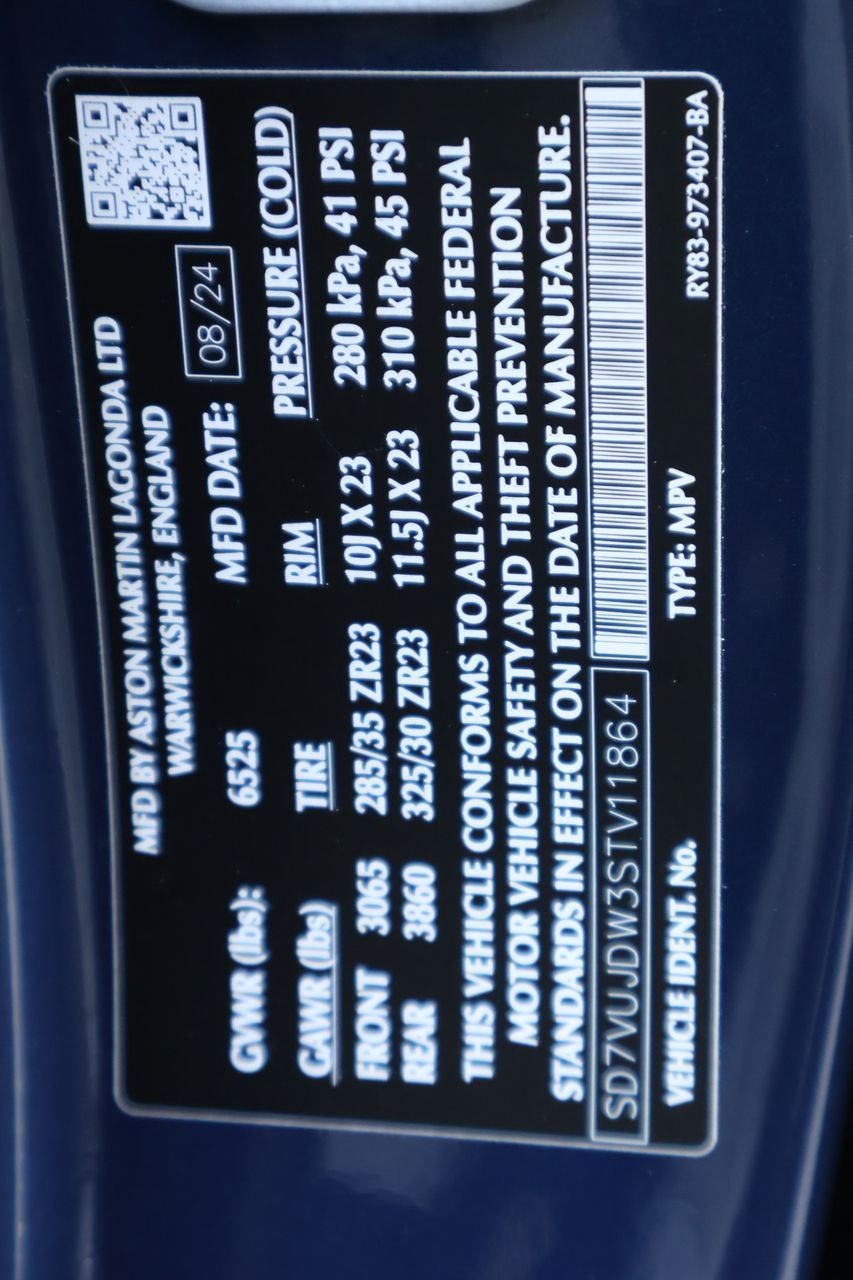 MFD BY ASTON MARTIN LAGONDA LTD
WARWICKSHIRE, ENGLAND
GVWR (lbs): 6525 MFD DATE: 08/24
GAWR (lbs) TIRE RIM PRESSURE (COLD)
FRONT 3065 285/35 ZR23 10J X 23 280 kPa, 41 PSI
REAR 3860 325/30 ZR23 11.5J X 23 310 kPa, 45 PSI
THIS VEHICLE CONFORMS TO ALL APPLICABLE FEDERAL
MOTOR VEHICLE SAFETY AND THEFT PREVENTION
STANDARDS IN EFFECT ON THE DATE OF MANUFACTURE.
SD7VUJDW3STV11864
VEHICLE IDENT. No. TYPE: MPV RY83-973407-BA